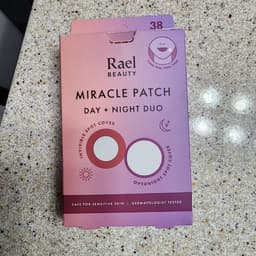 38
Rael
BEAUTY
MIRACLE PATCH
DAY + NIGHT DUO
INVISIBLE SPOT COVER
OVERNIGHT SPOT COVER
SAFE FOR SENSITIVE SKIN | DERMATOLOGIST TESTED